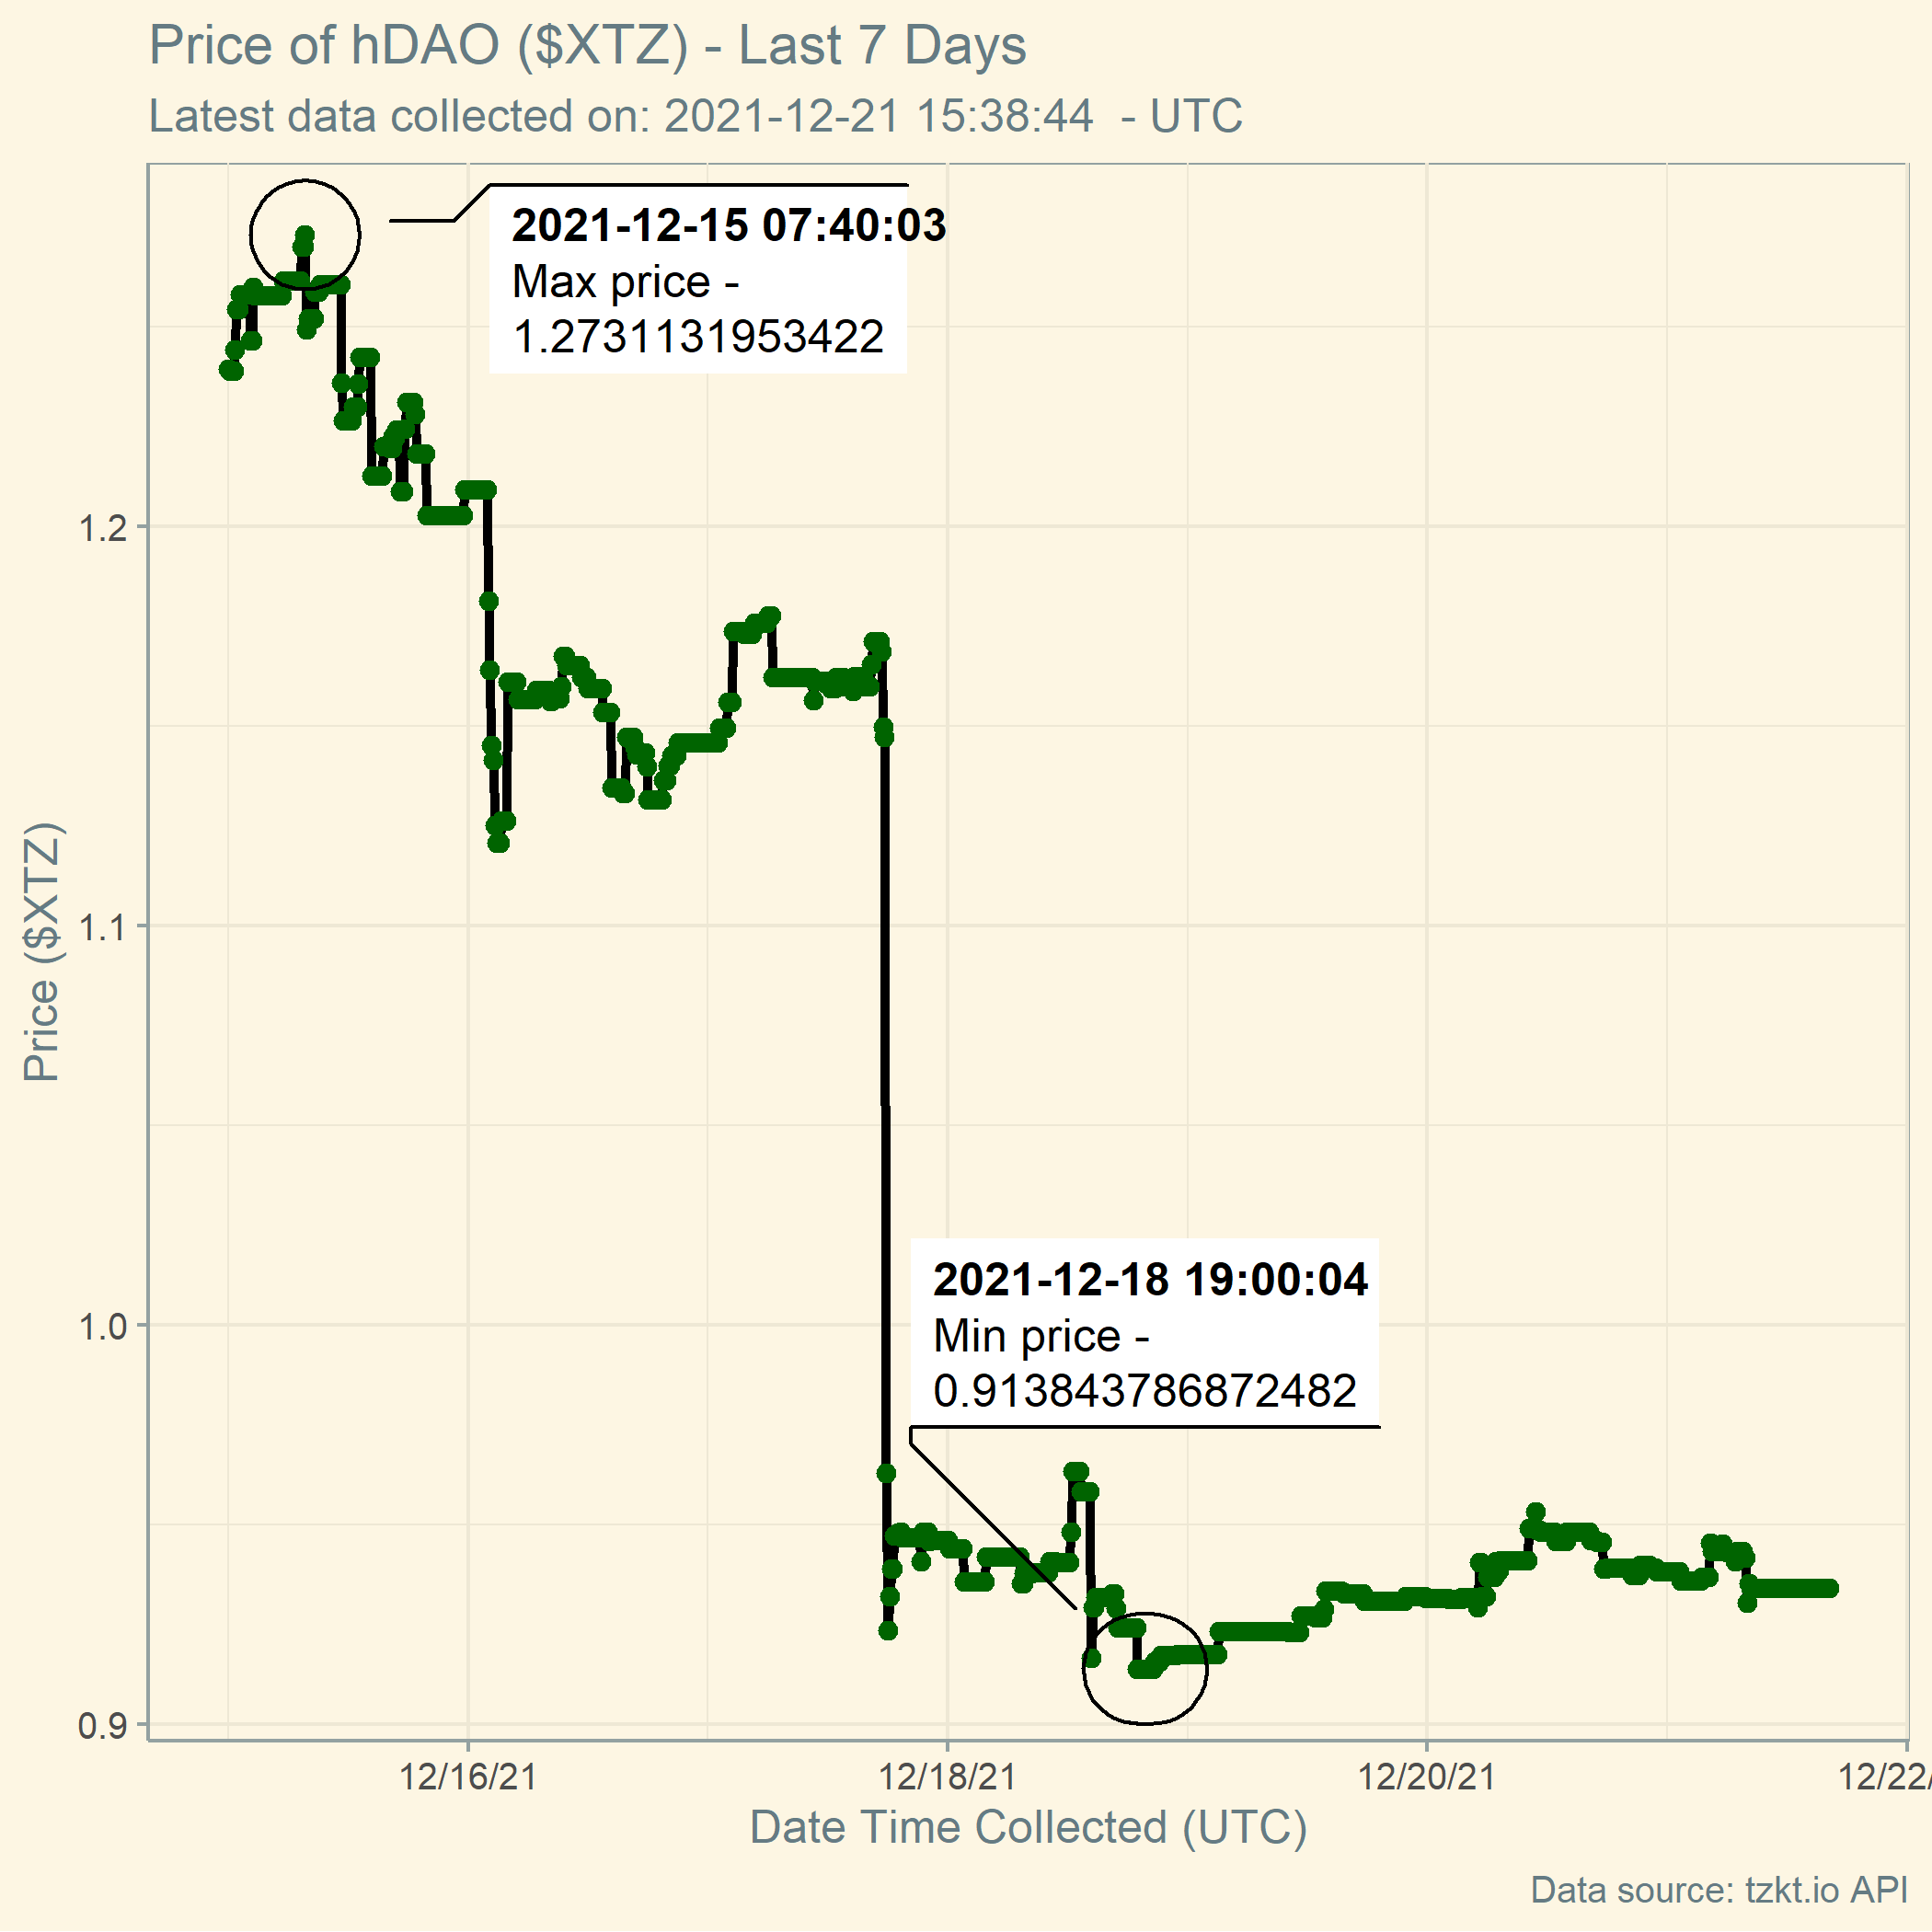 Price of hDAO ($XTZ) - Last 7 Days
Latest data collected on: 2021-12-21 15:38:44  - UTC
2021-12-15 07:40:03
Max price -
1.2731131953422
1.2
1.1
1.0
0.9
Price ($XTZ)
2021-12-18 19:00:04
Min price -
0.913843786872482
12/16/21
12/18/21
12/20/21
12/22/
Date Time Collected (UTC)
Data source: tzkt.io API